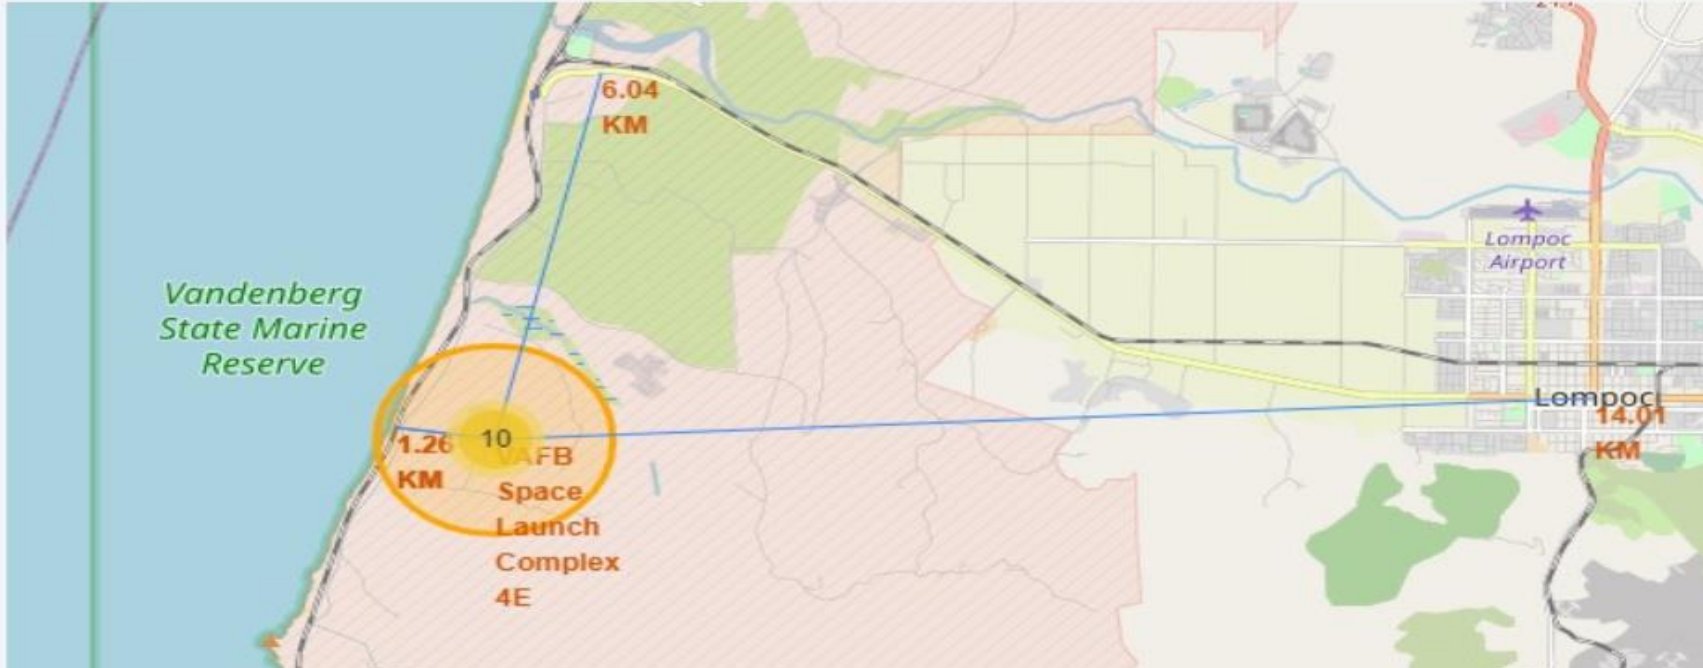 6.04
KM
Lompoc
Airport
Vandenberg
State Marine
Reserve
Lompoc
14.01
KM
1.26
KM
10
VAFB
Space
Launch
Complex
4E